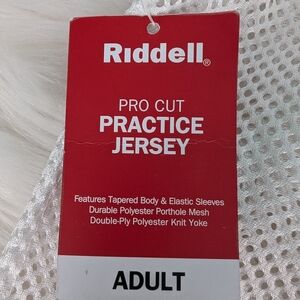 Riddell®
PRO CUT
PRACTICE
JERSEY
Features Tapered Body & Elastic Sleeves
Durable Polyester Porthole Mesh
Double-Ply Polyester Knit Yoke
ADULT